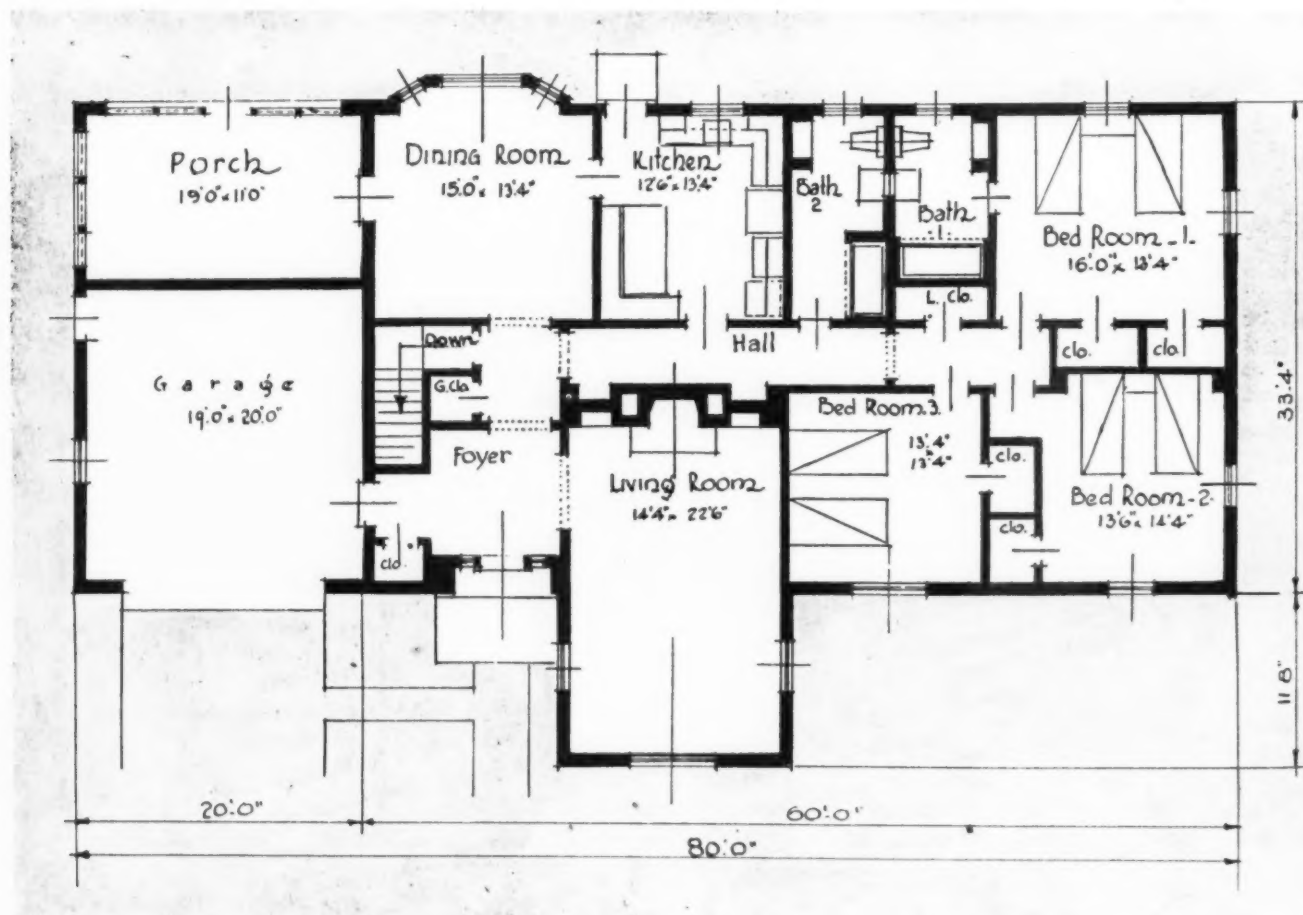 Porch
19'0" x 11'0"
Dining Room
15'0" x 13'4"
Kitchen
12'6" x 13'4"
Bath
2
Bath
1
Bed Room -1-
16'0" x 13'4"
L. Clo.
Down
Hall
clo.
clo.
Garage
19'0" x 20'0"
G.Clo.
Foyer
Living Room
14'4" x 22'6"
Bed Room 3.
13'4"
x
13'4"
clo.
Bed Room -2-
13'6" x 14'4"
clo.
clo.
33'4"
11'8"
20'0"
60'0"
80'0"